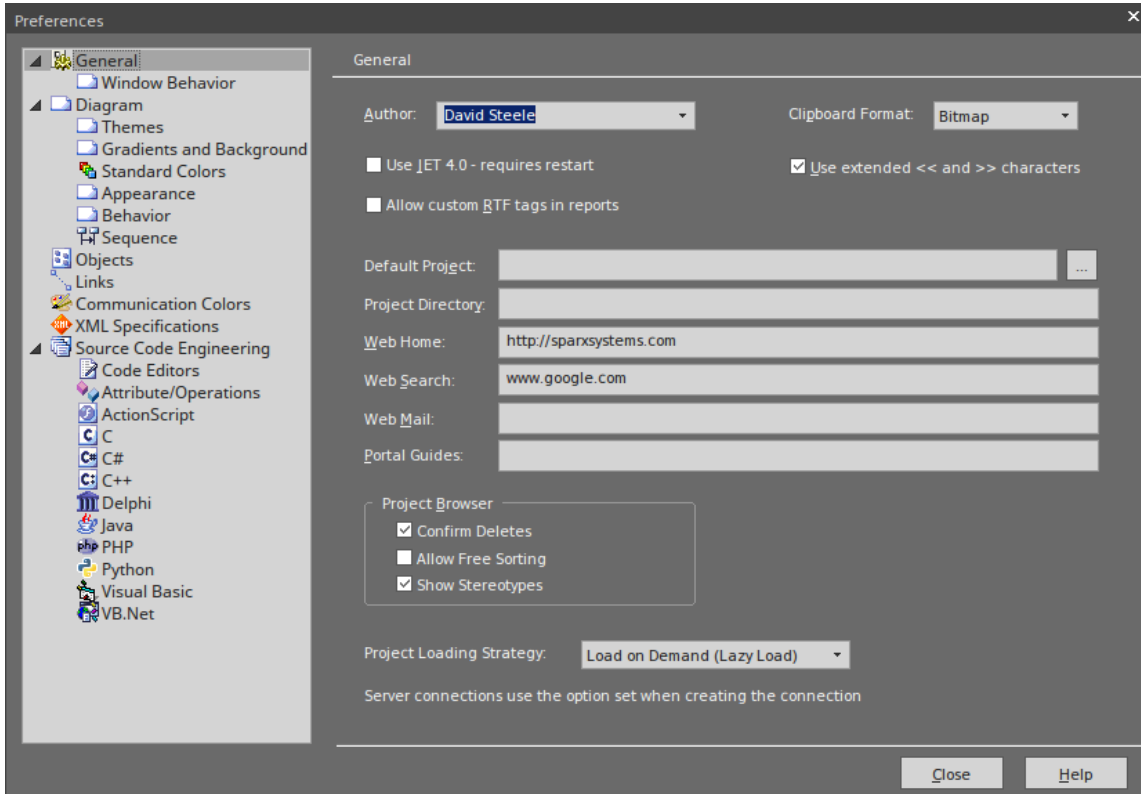 Preferences
General
Window Behavior
Diagram
Themes
Gradients and Background
Standard Colors
Appearance
Behavior
Sequence
Objects
Links
Communication Colors
XML Specifications
Source Code Engineering
Code Editors
Attribute/Operations
ActionScript
C
C#
C++
Delphi
Java
php PHP
Python
Visual Basic
VB.Net
General
Author: David Steele Clipboard Format: Bitmap
Use JET 4.0 - requires restart Use extended << and >> characters
Allow custom RTF tags in reports
Default Project: ...
Project Directory:
Web Home: http://sparxsystems.com
Web Search: www.google.com
Web Mail:
Portal Guides:
Project Browser
Confirm Deletes
Allow Free Sorting
Show Stereotypes
Project Loading Strategy: Load on Demand (Lazy Load)
Server connections use the option set when creating the connection
Close Help